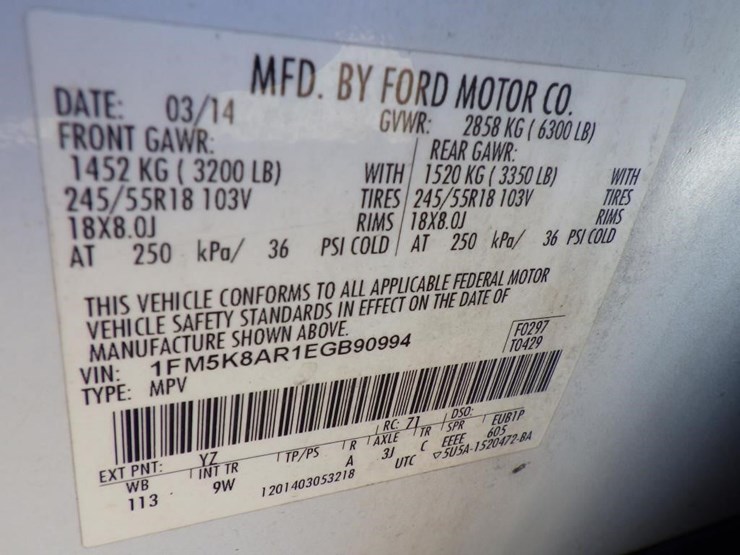 MFD. BY FORD MOTOR CO.
DATE: 03/14 GVWR: 2858 KG ( 6300 LB)
FRONT GAWR: REAR GAWR:
1452 KG ( 3200 LB) WITH 1520 KG ( 3350 LB) WITH
245/55R18 103V TIRES 245/55R18 103V TIRES
18X8.0J RIMS 18X8.0J RIMS
AT 250 kPa/ 36 PSI COLD AT 250 kPa/ 36 PSI COLD
THIS VEHICLE CONFORMS TO ALL APPLICABLE FEDERAL MOTOR
VEHICLE SAFETY STANDARDS IN EFFECT ON THE DATE OF
MANUFACTURE SHOWN ABOVE.
VIN: 1FM5K8AR1EGB90994 F0297
TYPE: MPV T0429
EXT PNT: YZ RC: Z1 DSO:
WB INT TR TP/PS R AXLE TR SPR EUB1P
113 9W A 3J C EEEE 605
1201403053218 UTC ▽5U5A-1520472-BA